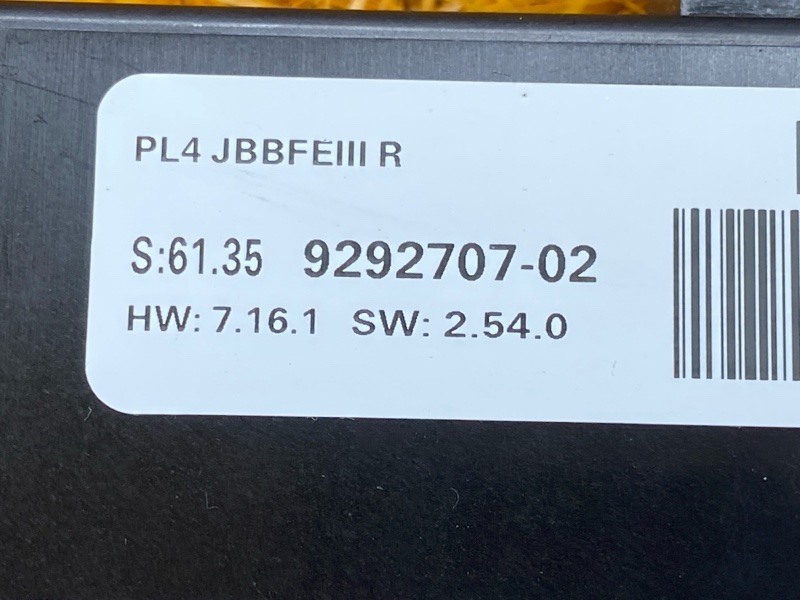 PL4 JBBFEIII R
S:61.35 9292707-02
HW: 7.16.1 SW: 2.54.0